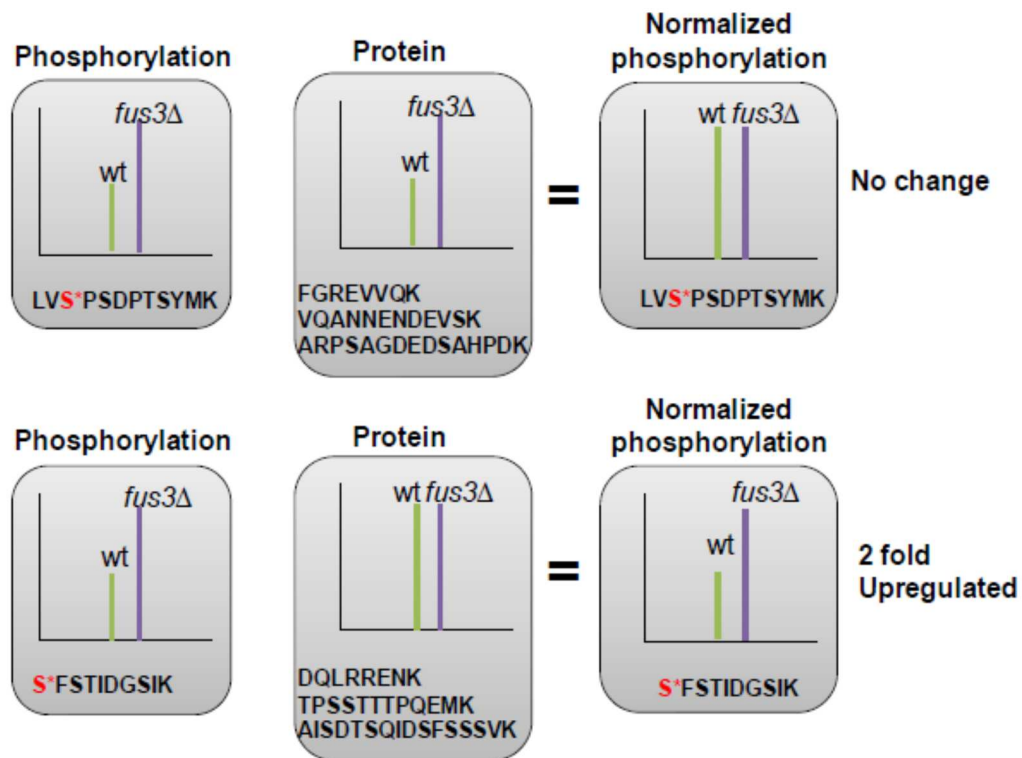 Phosphorylation
Protein
Normalized
phosphorylation
fus3Δ
wt
LVS*PSDPTSYMK
fus3Δ
wt
FGREVVQK
VQANNENDEVSK
ARPSAGDEDSAHPDK
=
wt fus3Δ
LVS*PSDPTSYMK
No change
Phosphorylation
Protein
Normalized
phosphorylation
fus3Δ
wt
S*FSTIDGSIK
wt fus3Δ
DQLRRENK
TPSSTTTPQEMK
AISDTSQIDSFSSSVK
=
fus3Δ
wt
S*FSTIDGSIK
2 fold
Upregulated